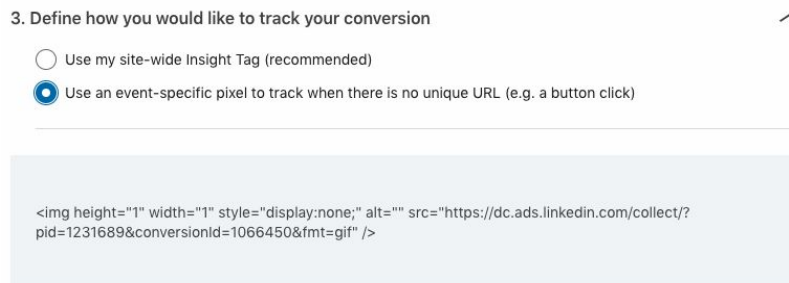 3. Define how you would like to track your conversion
Use my site-wide Insight Tag (recommended)
Use an event-specific pixel to track when there is no unique URL (e.g. a button click)
<img height="1" width="1" style="display:none;" alt="" src="https://dc.ads.linkedin.com/collect/?
pid=1231689&conversionId=1066450&fmt=gif" />